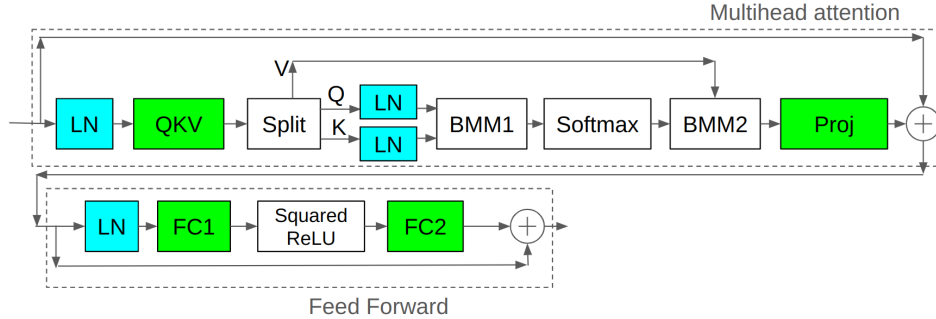 Multihead attention
V
Q
K
LN
QKV
Split
LN
LN
BMM1
Softmax
BMM2
Proj
LN
FC1
Squared
ReLU
FC2
Feed Forward